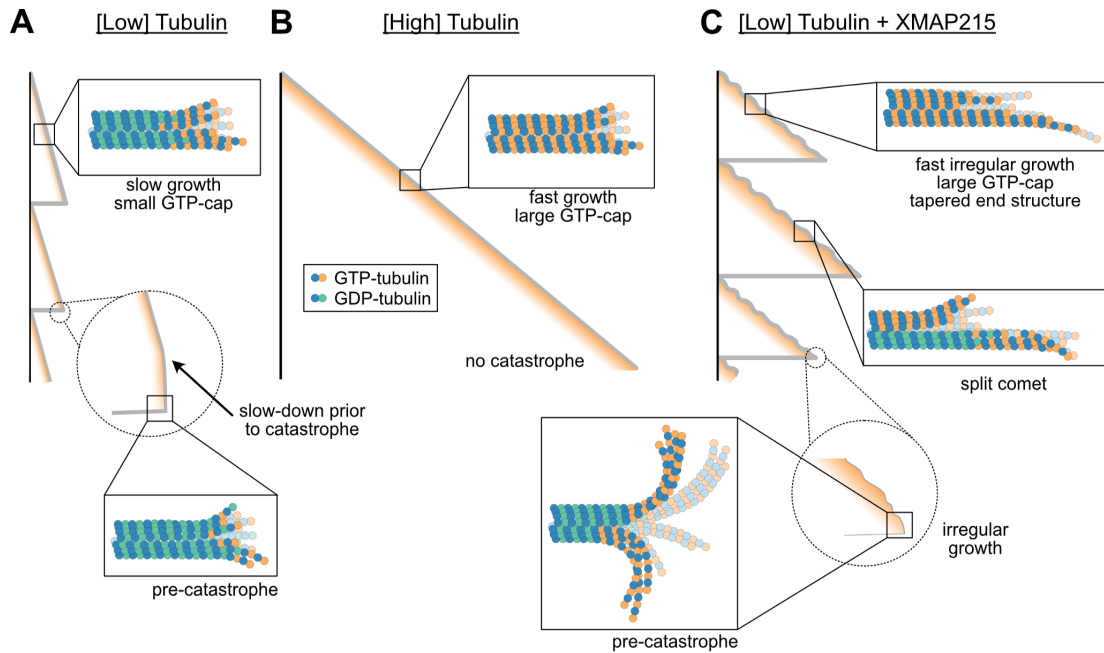 A
[Low] Tubulin
slow growth
small GTP-cap
slow-down prior
to catastrophe
pre-catastrophe
B
[High] Tubulin
fast growth
large GTP-cap
GTP-tubulin
GDP-tubulin
no catastrophe
C
[Low] Tubulin + XMAP215
fast irregular growth
large GTP-cap
tapered end structure
split comet
irregular
growth
pre-catastrophe